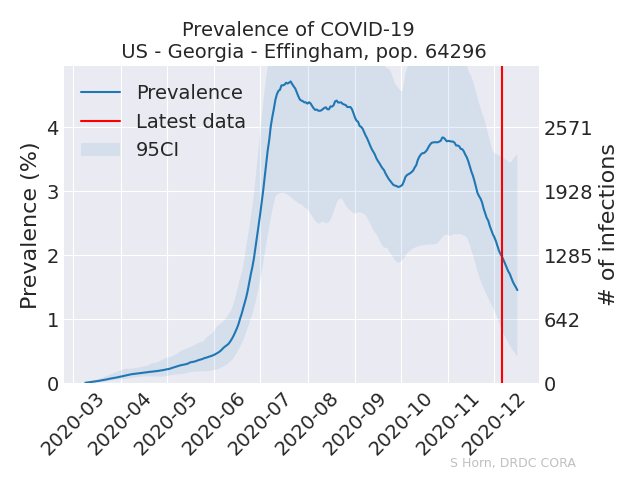 Prevalence of COVID-19
US - Georgia - Effingham, pop. 64296
Prevalence
Latest data
95CI
Prevalence (%)
4
3
2
1
0
2571
1928
1285
642
0
# of infections
2020-03
2020-04
2020-05
2020-06
2020-07
2020-08
2020-09
2020-10
2020-11
2020-12
S Horn, DRDC CORA